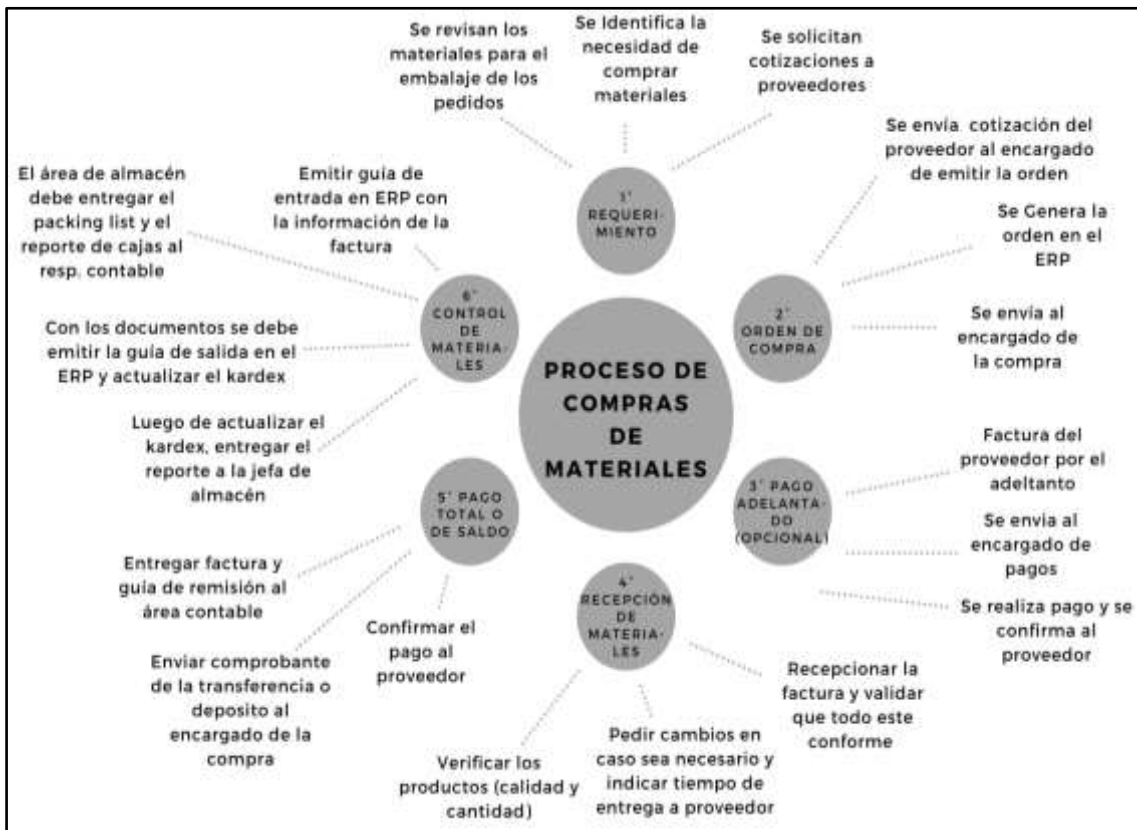 PROCESO DE
COMPRAS
DE
MATERIALES
1°
REQUERI-
MIENTO
Se revisan los
materiales para el
embalaje de los
pedidos
Se Identifica la
necesidad de
comprar
materiales
Se solicitan
cotizaciones a
proveedores
2°
ORDEN DE
COMPRA
Se envía cotización del
proveedor al encargado
de emitir la orden
Se Genera la
orden en el
ERP
Se envía al
encargado de
la compra
3° PAGO
ADELANTA-
DO
(OPCIONAL)
Factura del
proveedor por el
adeltanto
Se envia al
encargado de
pagos
Se realiza pago y se
confirma al
proveedor
4°
RECEPCIÓN
DE
MATERIA-
LES
Recepcionar la
factura y validar
que todo este
conforme
Pedir cambios en
caso sea necesario y
indicar tiempo de
entrega a proveedor
Verificar los
productos (calidad y
cantidad)
5° PAGO
TOTAL O
DE SALDO
Entregar factura y
guía de remisión al
área contable
Enviar comprobante
de la transferencia o
deposito al
encargado de la
compra
Confirmar el
pago al
proveedor
6°
CONTROL
DE
MATERIA-
LES
Emitir guía de
entrada en ERP con
la información de la
factura
El área de almacén
debe entregar el
packing list y el
reporte de cajas al
resp. contable
Con los documentos se debe
emitir la guía de salida en el
ERP y actualizar el kardex
Luego de actualizar el
kardex, entregar el
reporte a la jefa de
almacén